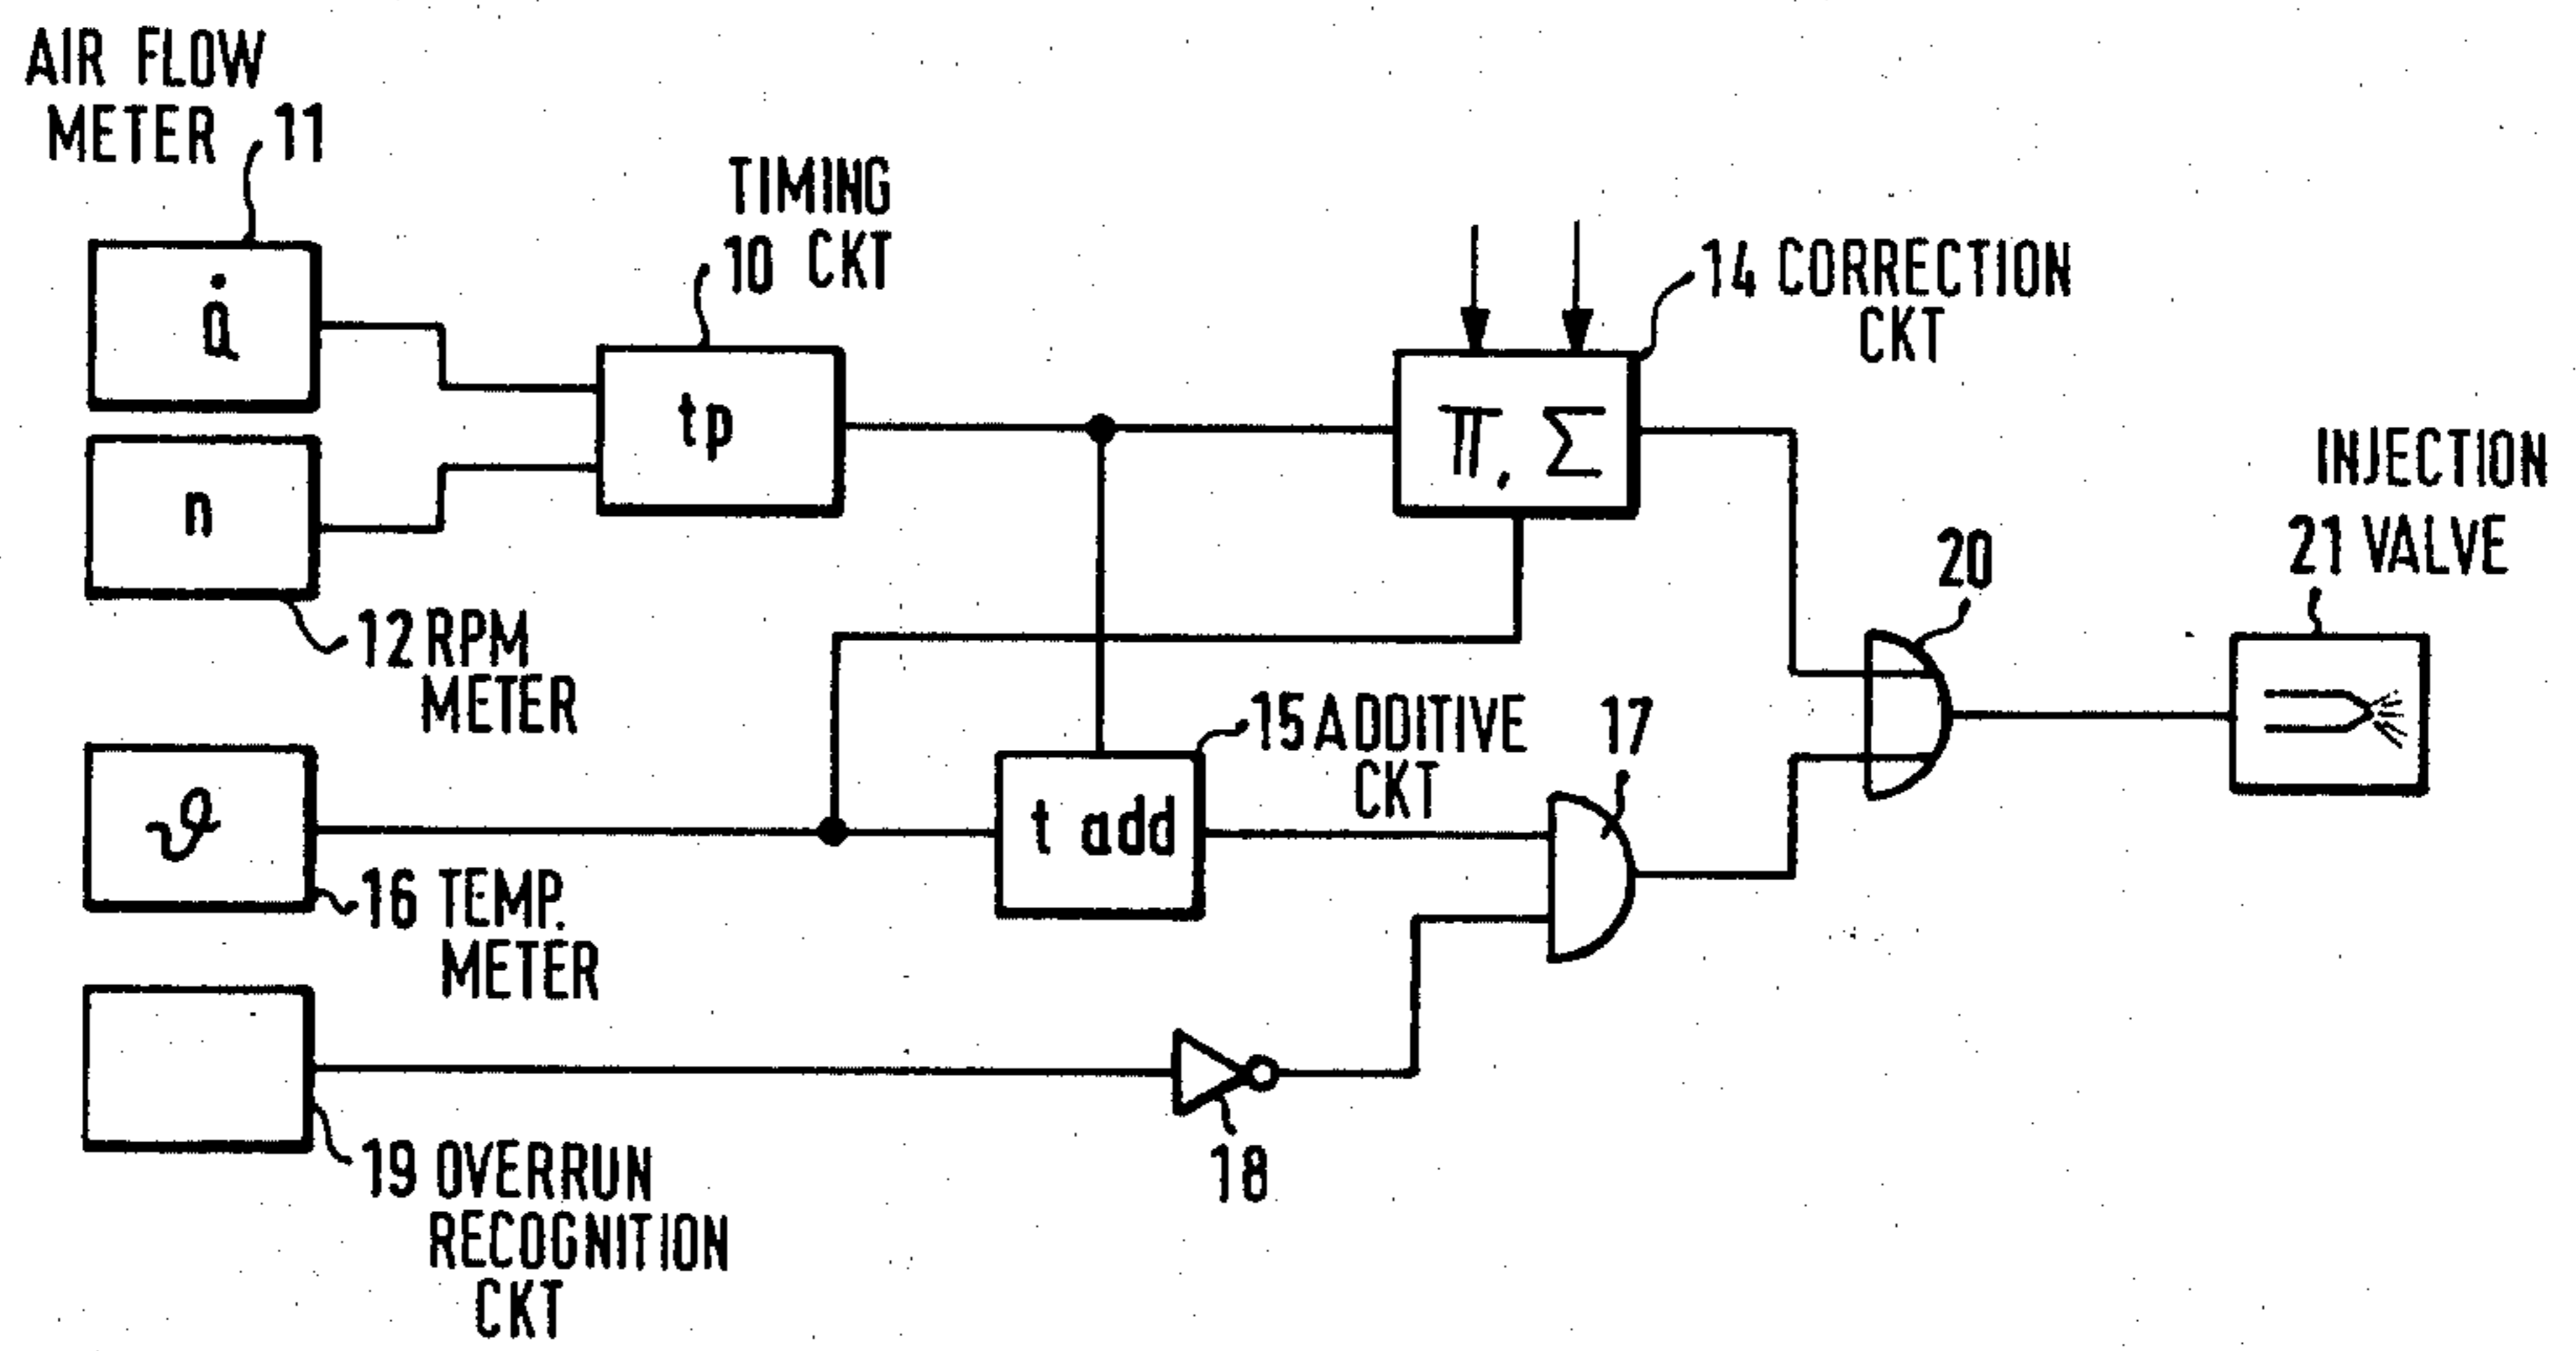 AIR FLOW
METER 11
TIMING
10 CKT
14 CORRECTION
CKT
tp
π, Σ
n
INJECTION
21 VALVE
20
12 RPM
METER
15 ADDITIVE
CKT
17
ϑ
t add
16 TEMP.
METER
18
19 OVERRUN
RECOGNITION
CKT